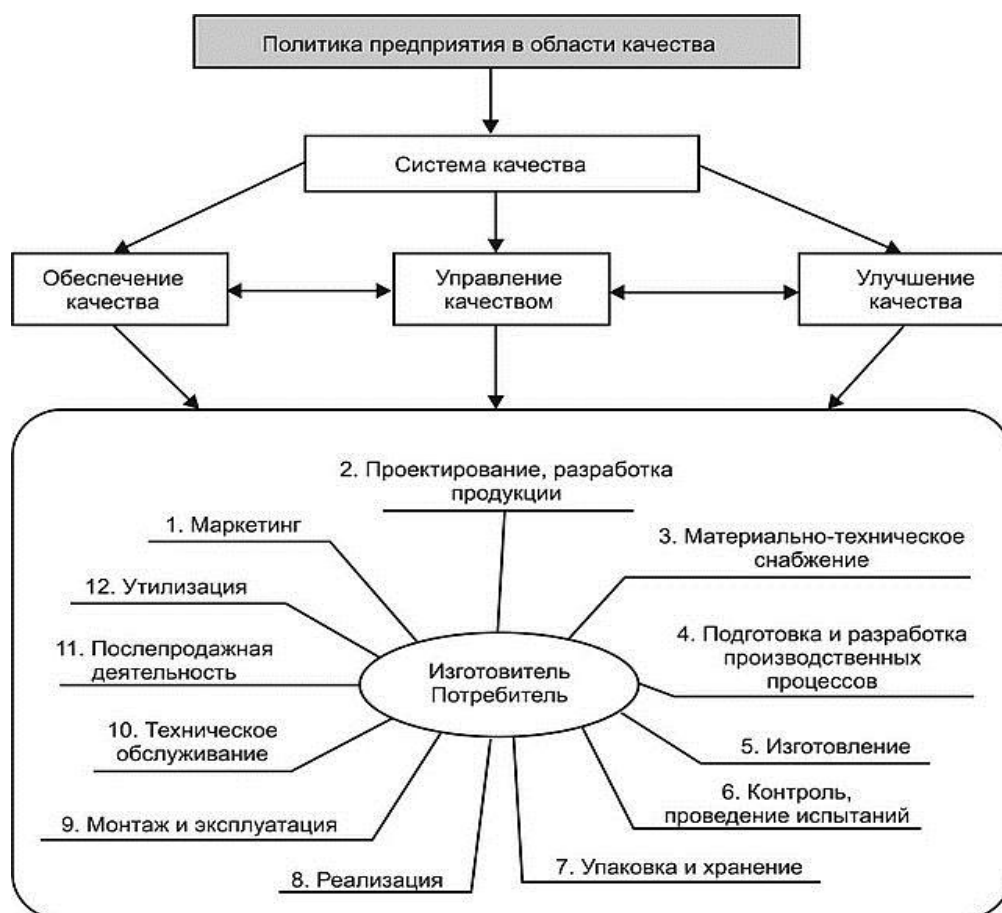 Политика предприятия в области качества
Система качества
Обеспечение
качества
Управление
качеством
Улучшение
качества
2. Проектирование, разработка
продукции
1. Маркетинг
3. Материально-техническое
снабжение
12. Утилизация
4. Подготовка и разработка
производственных
процессов
11. Послепродажная
деятельность
Изготовитель
Потребитель
10. Техническое
обслуживание
5. Изготовление
6. Контроль,
проведение испытаний
9. Монтаж и эксплуатация
7. Упаковка и хранение
8. Реализация